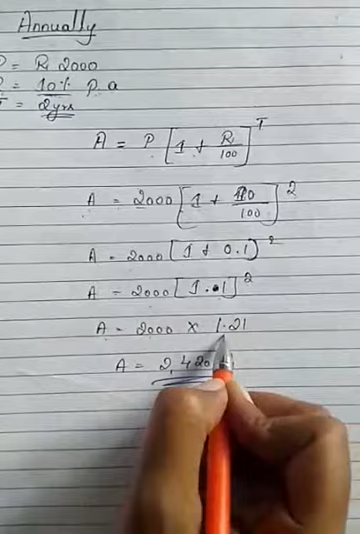 Annually
P = Rs 2000
R = 10% P.a
T = 2yrs
A = P [1 + R/100]^T
A = 2000 [1 + 10/100]^2
A = 2000 [1 + 0.1)^2
A = 2000 [1.1]^2
A = 2000 × 1.21
A = 2,420